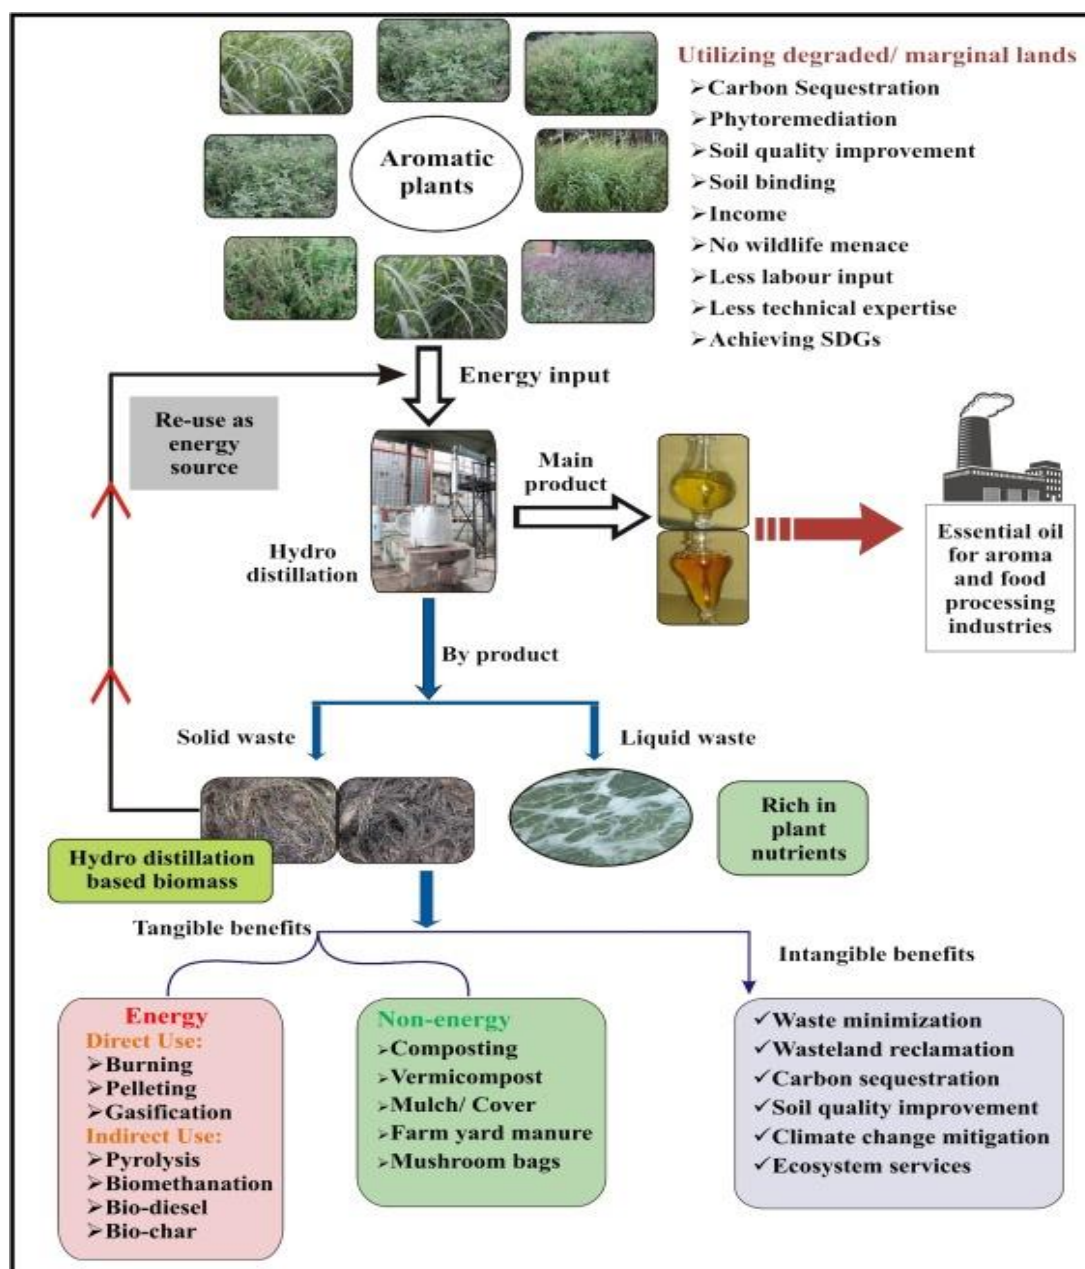 Aromatic
plants
Utilizing degraded/ marginal lands
➢Carbon Sequestration
➢Phytoremediation
➢Soil quality improvement
➢Soil binding
➢Income
➢No wildlife menace
➢Less labour input
➢Less technical expertise
➢Achieving SDGs
Energy input
Re-use as
energy
source
Hydro
distillation
Main
product
Essential oil
for aroma
and food
processing
industries
By product
Solid waste
Liquid waste
Rich in
plant
nutrients
Hydro distillation
based biomass
Tangible benefits
Intangible benefits
Energy
Direct Use:
➢Burning
➢Pelleting
➢Gasification
Indirect Use:
➢Pyrolysis
➢Biomethanation
➢Bio-diesel
➢Bio-char
Non-energy
➢Composting
➢Vermicompost
➢Mulch/ Cover
➢Farm yard manure
➢Mushroom bags
✓Waste minimization
✓Wasteland reclamation
✓Carbon sequestration
✓Soil quality improvement
✓Climate change mitigation
✓Ecosystem services